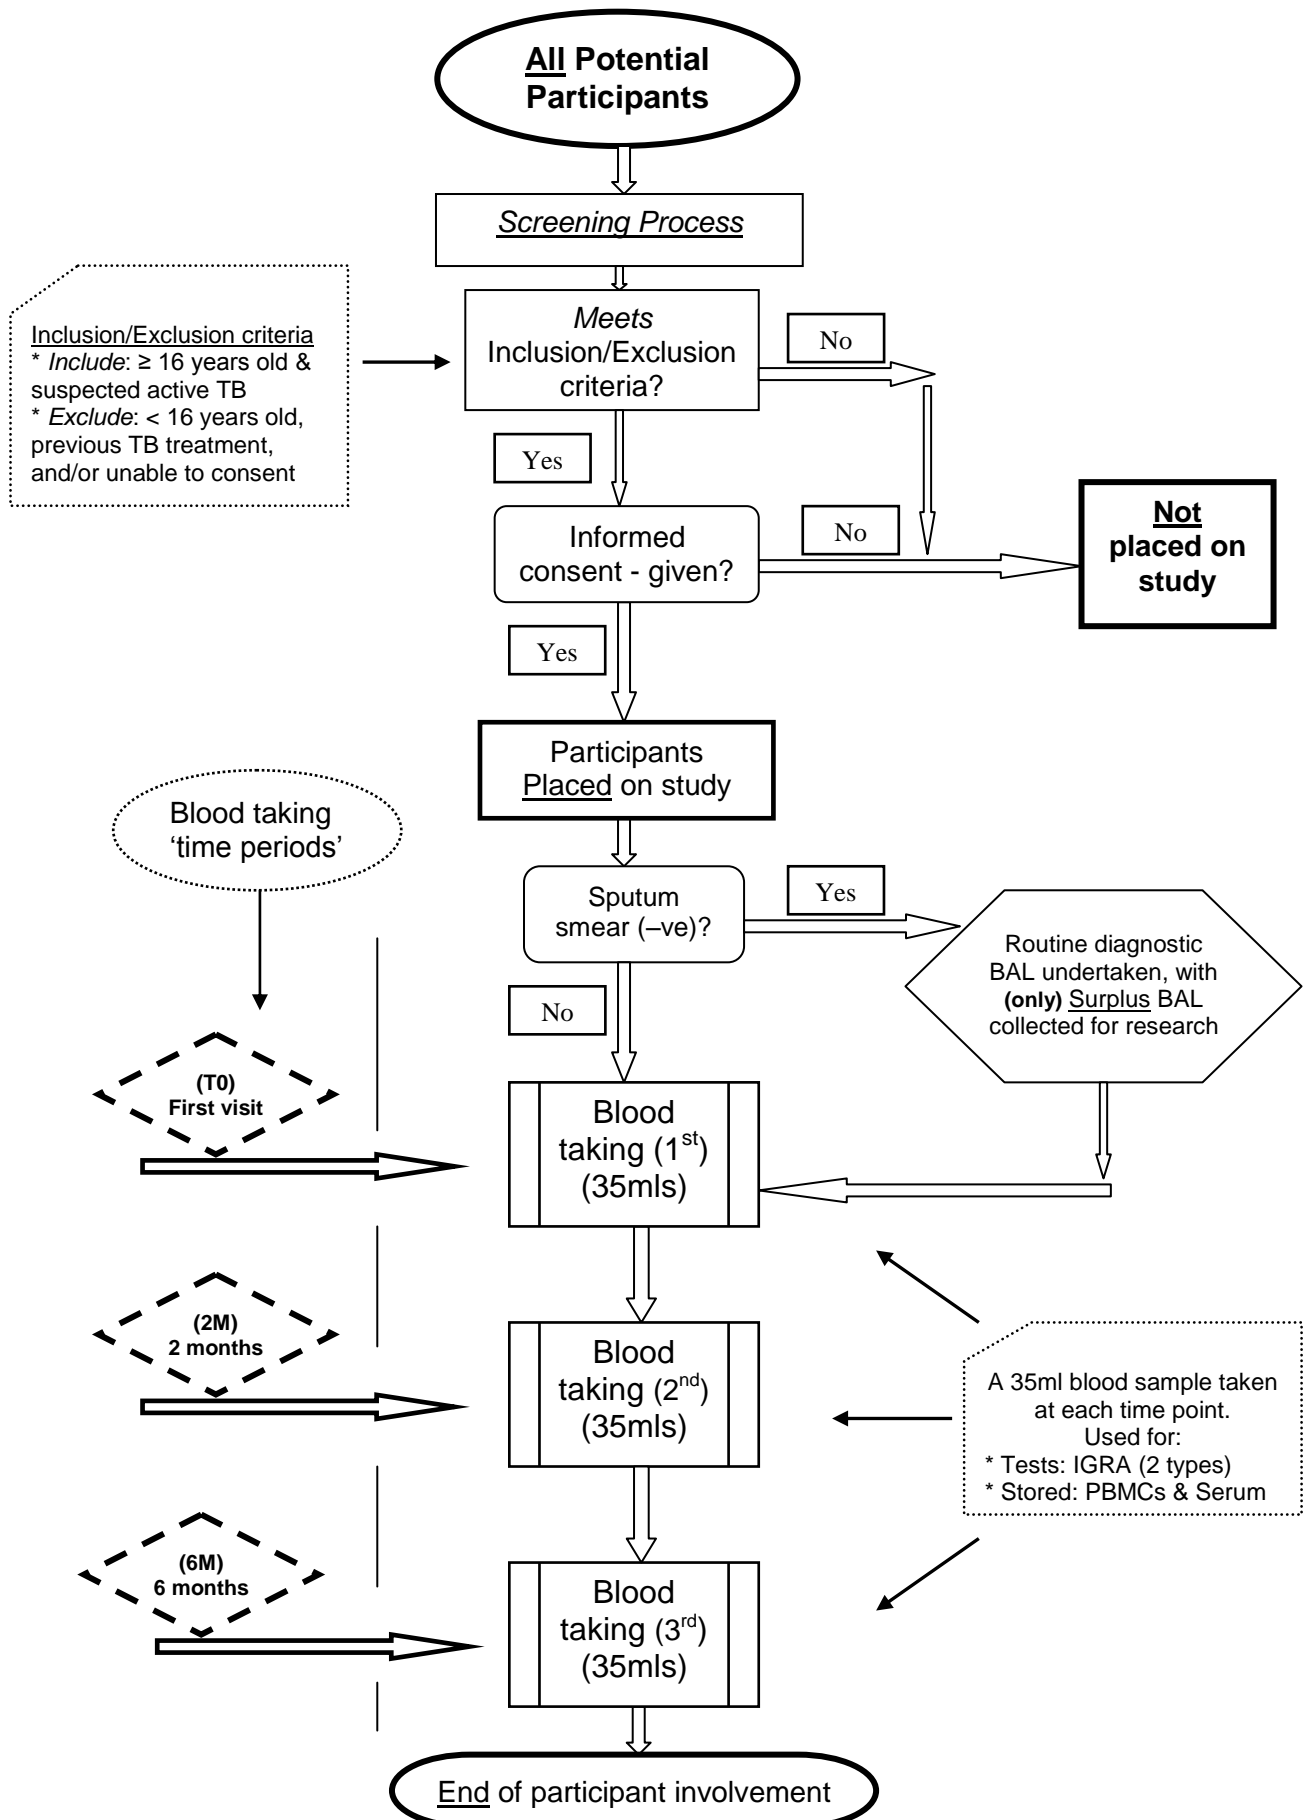 All Potential
Participants
Screening Process
Meets
Inclusion/Exclusion
criteria?
No
Inclusion/Exclusion criteria
* Include: ≥ 16 years old &
suspected active TB
* Exclude: < 16 years old,
previous TB treatment,
and/or unable to consent
Yes
Informed
consent - given?
No
Not
placed on
study
Yes
Participants
Placed on study
Blood taking
‘time periods’
Sputum
smear (–ve)?
Yes
Routine diagnostic
BAL undertaken, with
(only) Surplus BAL
collected for research
No
(T0)
First visit
Blood
taking (1st)
(35mls)
(2M)
2 months
Blood
taking (2nd)
(35mls)
A 35ml blood sample taken
at each time point.
Used for:
* Tests: IGRA (2 types)
* Stored: PBMCs & Serum
(6M)
6 months
Blood
taking (3rd)
(35mls)
End of participant involvement